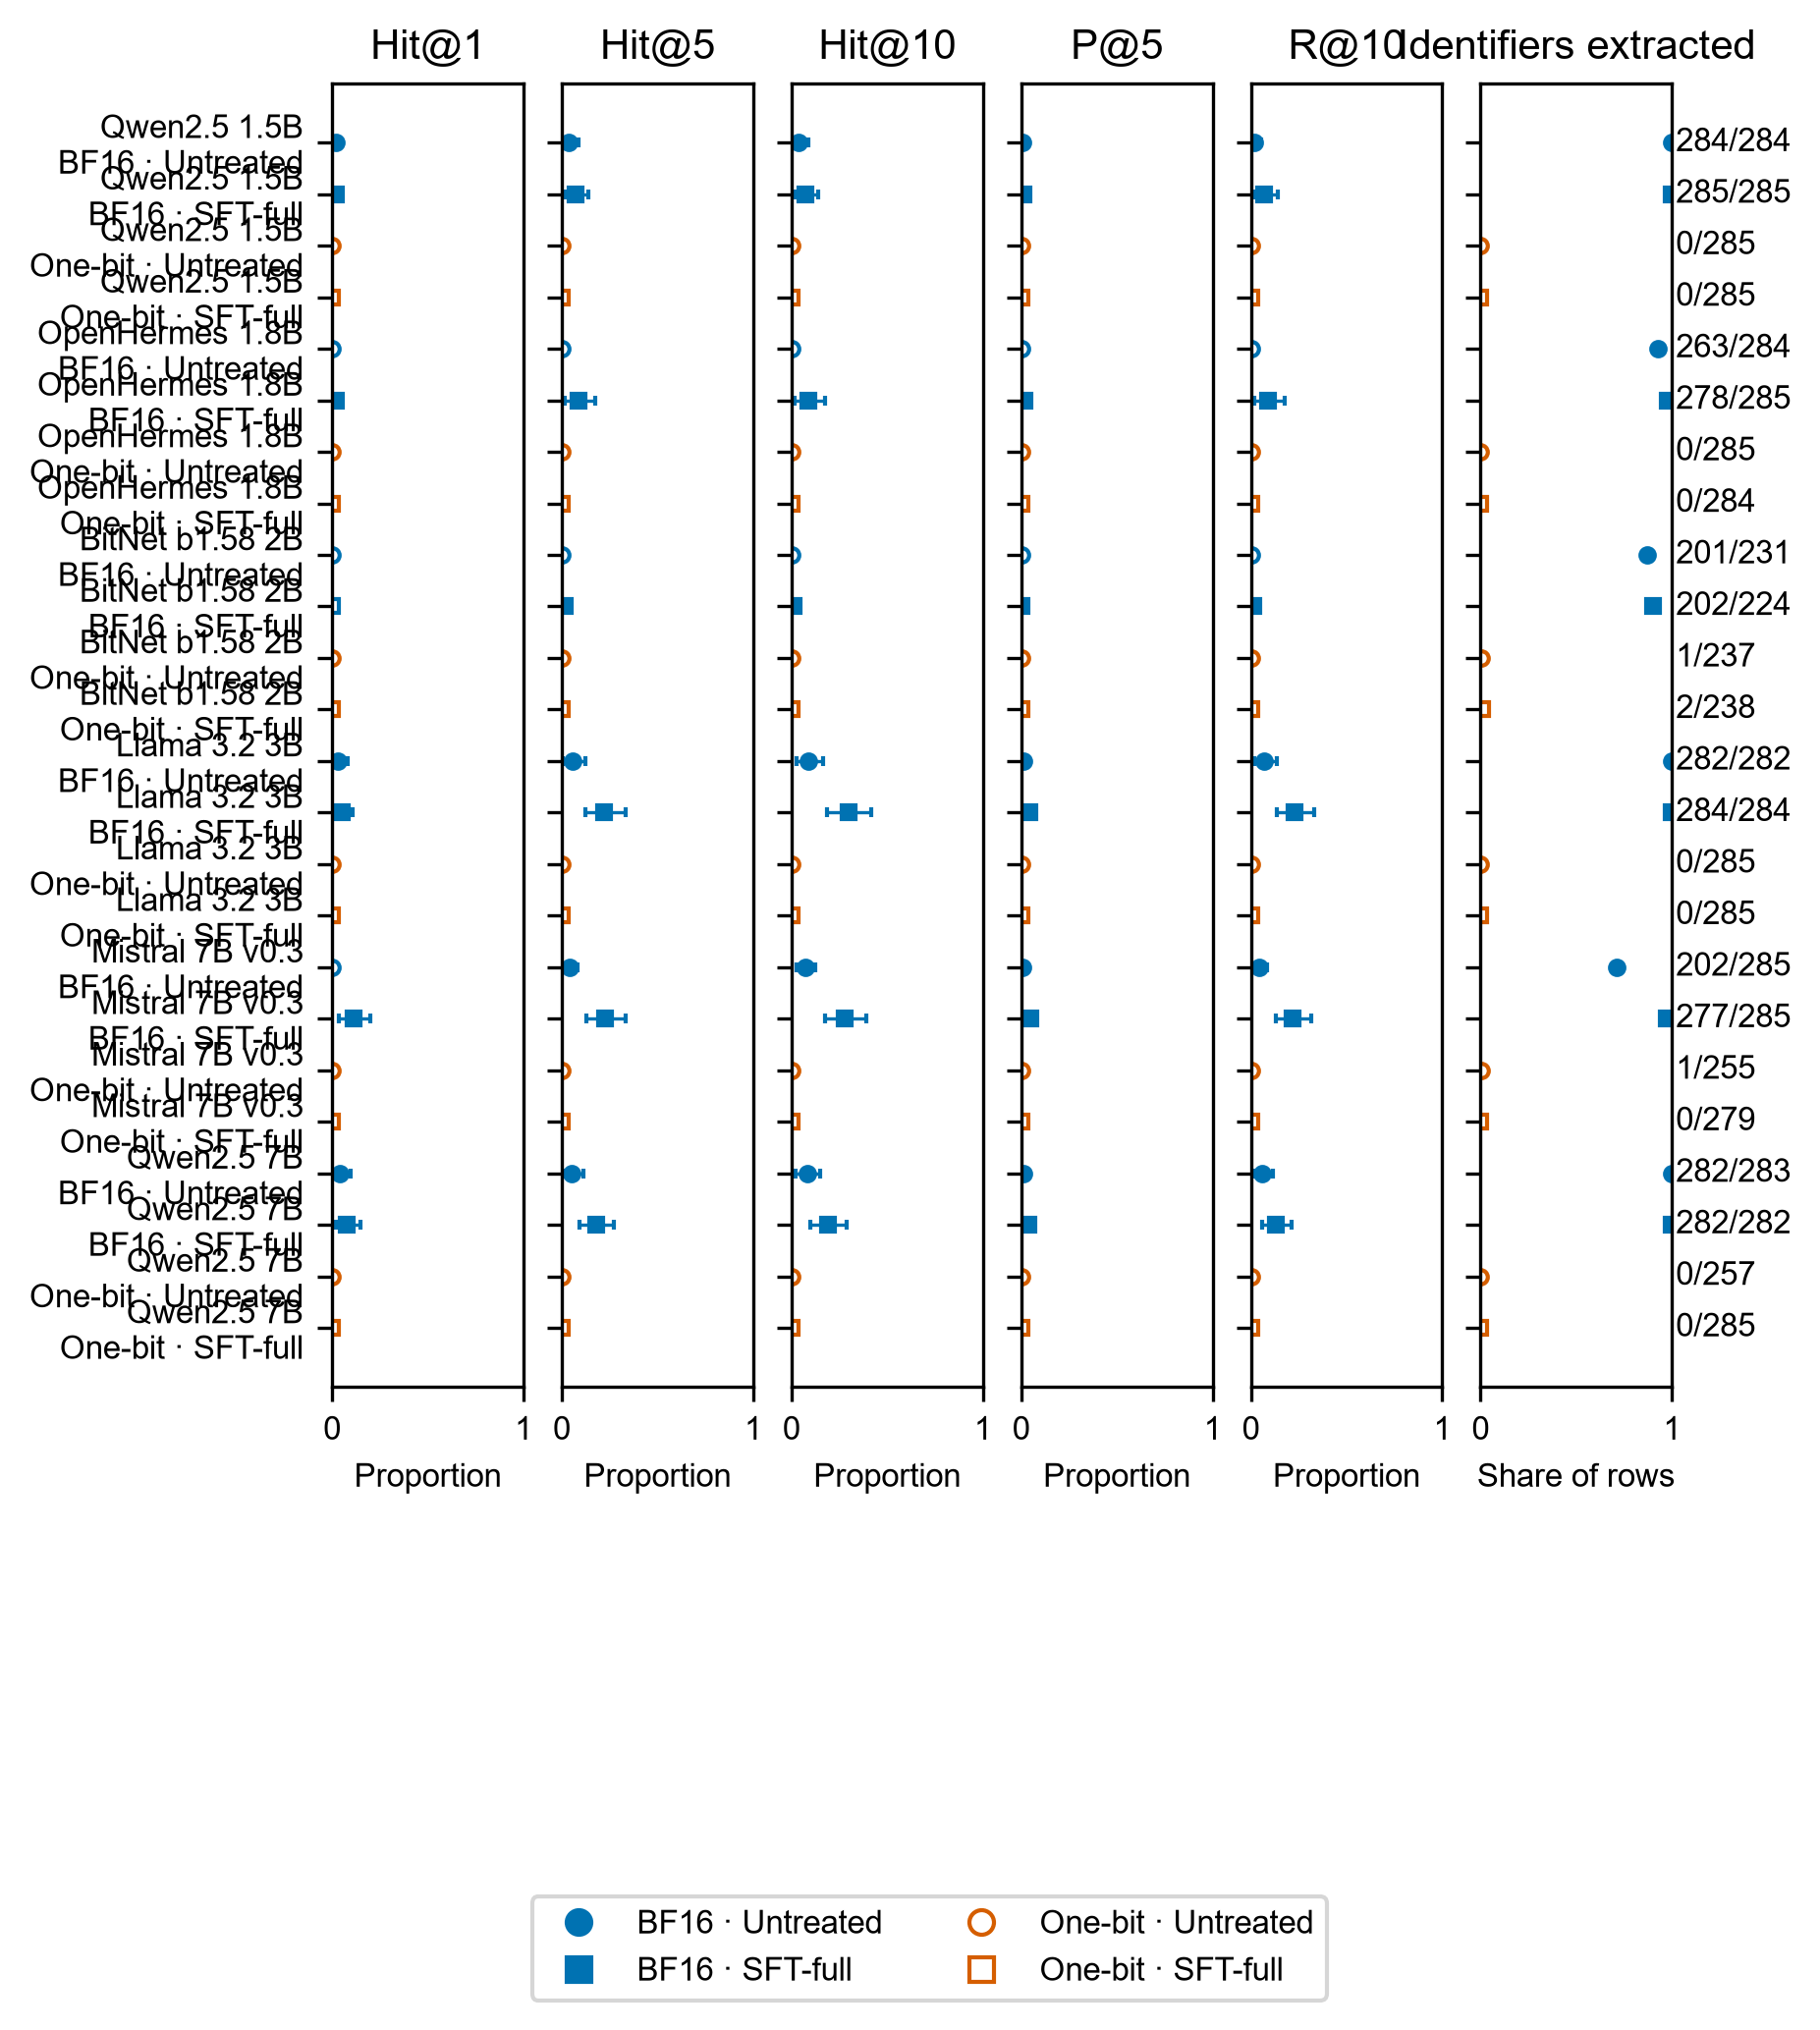 Hit@1
Hit@5
Hit@10
P@5
R@10
Identifiers extracted
Qwen2.5 1.5B
BF16 · Untreated
284/284
Qwen2.5 1.5B
BF16 · SFT-full
285/285
Qwen2.5 1.5B
One-bit · Untreated
0/285
Qwen2.5 1.5B
One-bit · SFT-full
0/285
OpenHermes 1.8B
BF16 · Untreated
263/284
OpenHermes 1.8B
BF16 · SFT-full
278/285
OpenHermes 1.8B
One-bit · Untreated
0/285
OpenHermes 1.8B
One-bit · SFT-full
0/284
BitNet b1.58 2B
BF16 · Untreated
201/231
BitNet b1.58 2B
BF16 · SFT-full
202/224
BitNet b1.58 2B
One-bit · Untreated
1/237
BitNet b1.58 2B
One-bit · SFT-full
2/238
Llama 3.2 3B
BF16 · Untreated
282/282
Llama 3.2 3B
BF16 · SFT-full
284/284
Llama 3.2 3B
One-bit · Untreated
0/285
Llama 3.2 3B
One-bit · SFT-full
0/285
Mistral 7B v0.3
BF16 · Untreated
202/285
Mistral 7B v0.3
BF16 · SFT-full
277/285
Mistral 7B v0.3
One-bit · Untreated
1/255
Mistral 7B v0.3
One-bit · SFT-full
0/279
Qwen2.5 7B
BF16 · Untreated
282/283
Qwen2.5 7B
BF16 · SFT-full
282/282
Qwen2.5 7B
One-bit · Untreated
0/257
Qwen2.5 7B
One-bit · SFT-full
0/285
0 1 0 1 0 1 0 1 0 1 0 1
Proportion
Proportion
Proportion
Proportion
Proportion
Share of rows
BF16 · Untreated
One-bit · Untreated
BF16 · SFT-full
One-bit · SFT-full